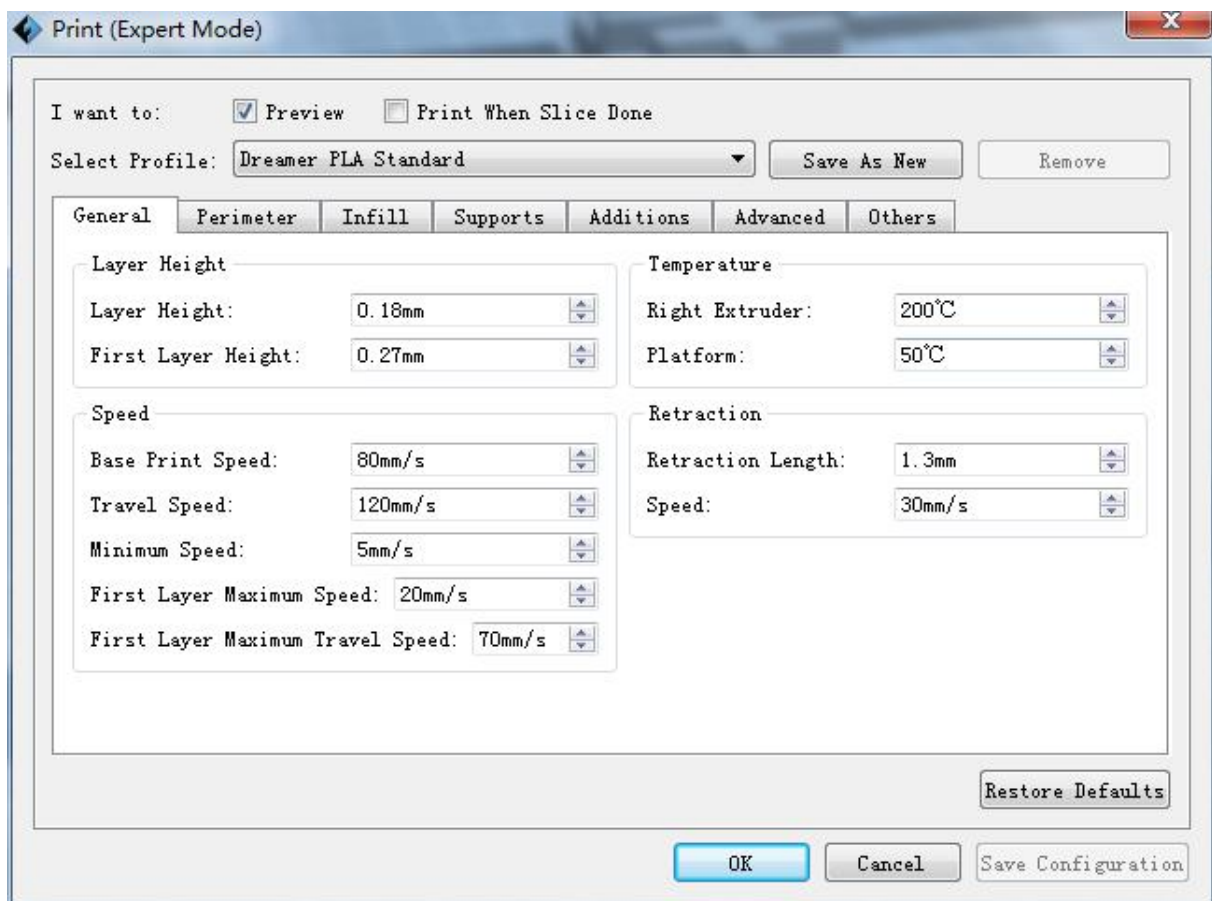 Print (Expert Mode)
I want to: Preview Print When Slice Done
Select Profile: Dreamer PLA Standard Save As New Remove
General Perimeter Infill Supports Additions Advanced Others
Layer Height
Layer Height: 0.18mm
First Layer Height: 0.27mm
Temperature
Right Extruder: 200℃
Platform: 50℃
Speed
Base Print Speed: 80mm/s
Travel Speed: 120mm/s
Minimum Speed: 5mm/s
First Layer Maximum Speed: 20mm/s
First Layer Maximum Travel Speed: 70mm/s
Retraction
Retraction Length: 1.3mm
Speed: 30mm/s
Restore Defaults
OK Cancel Save Configuration